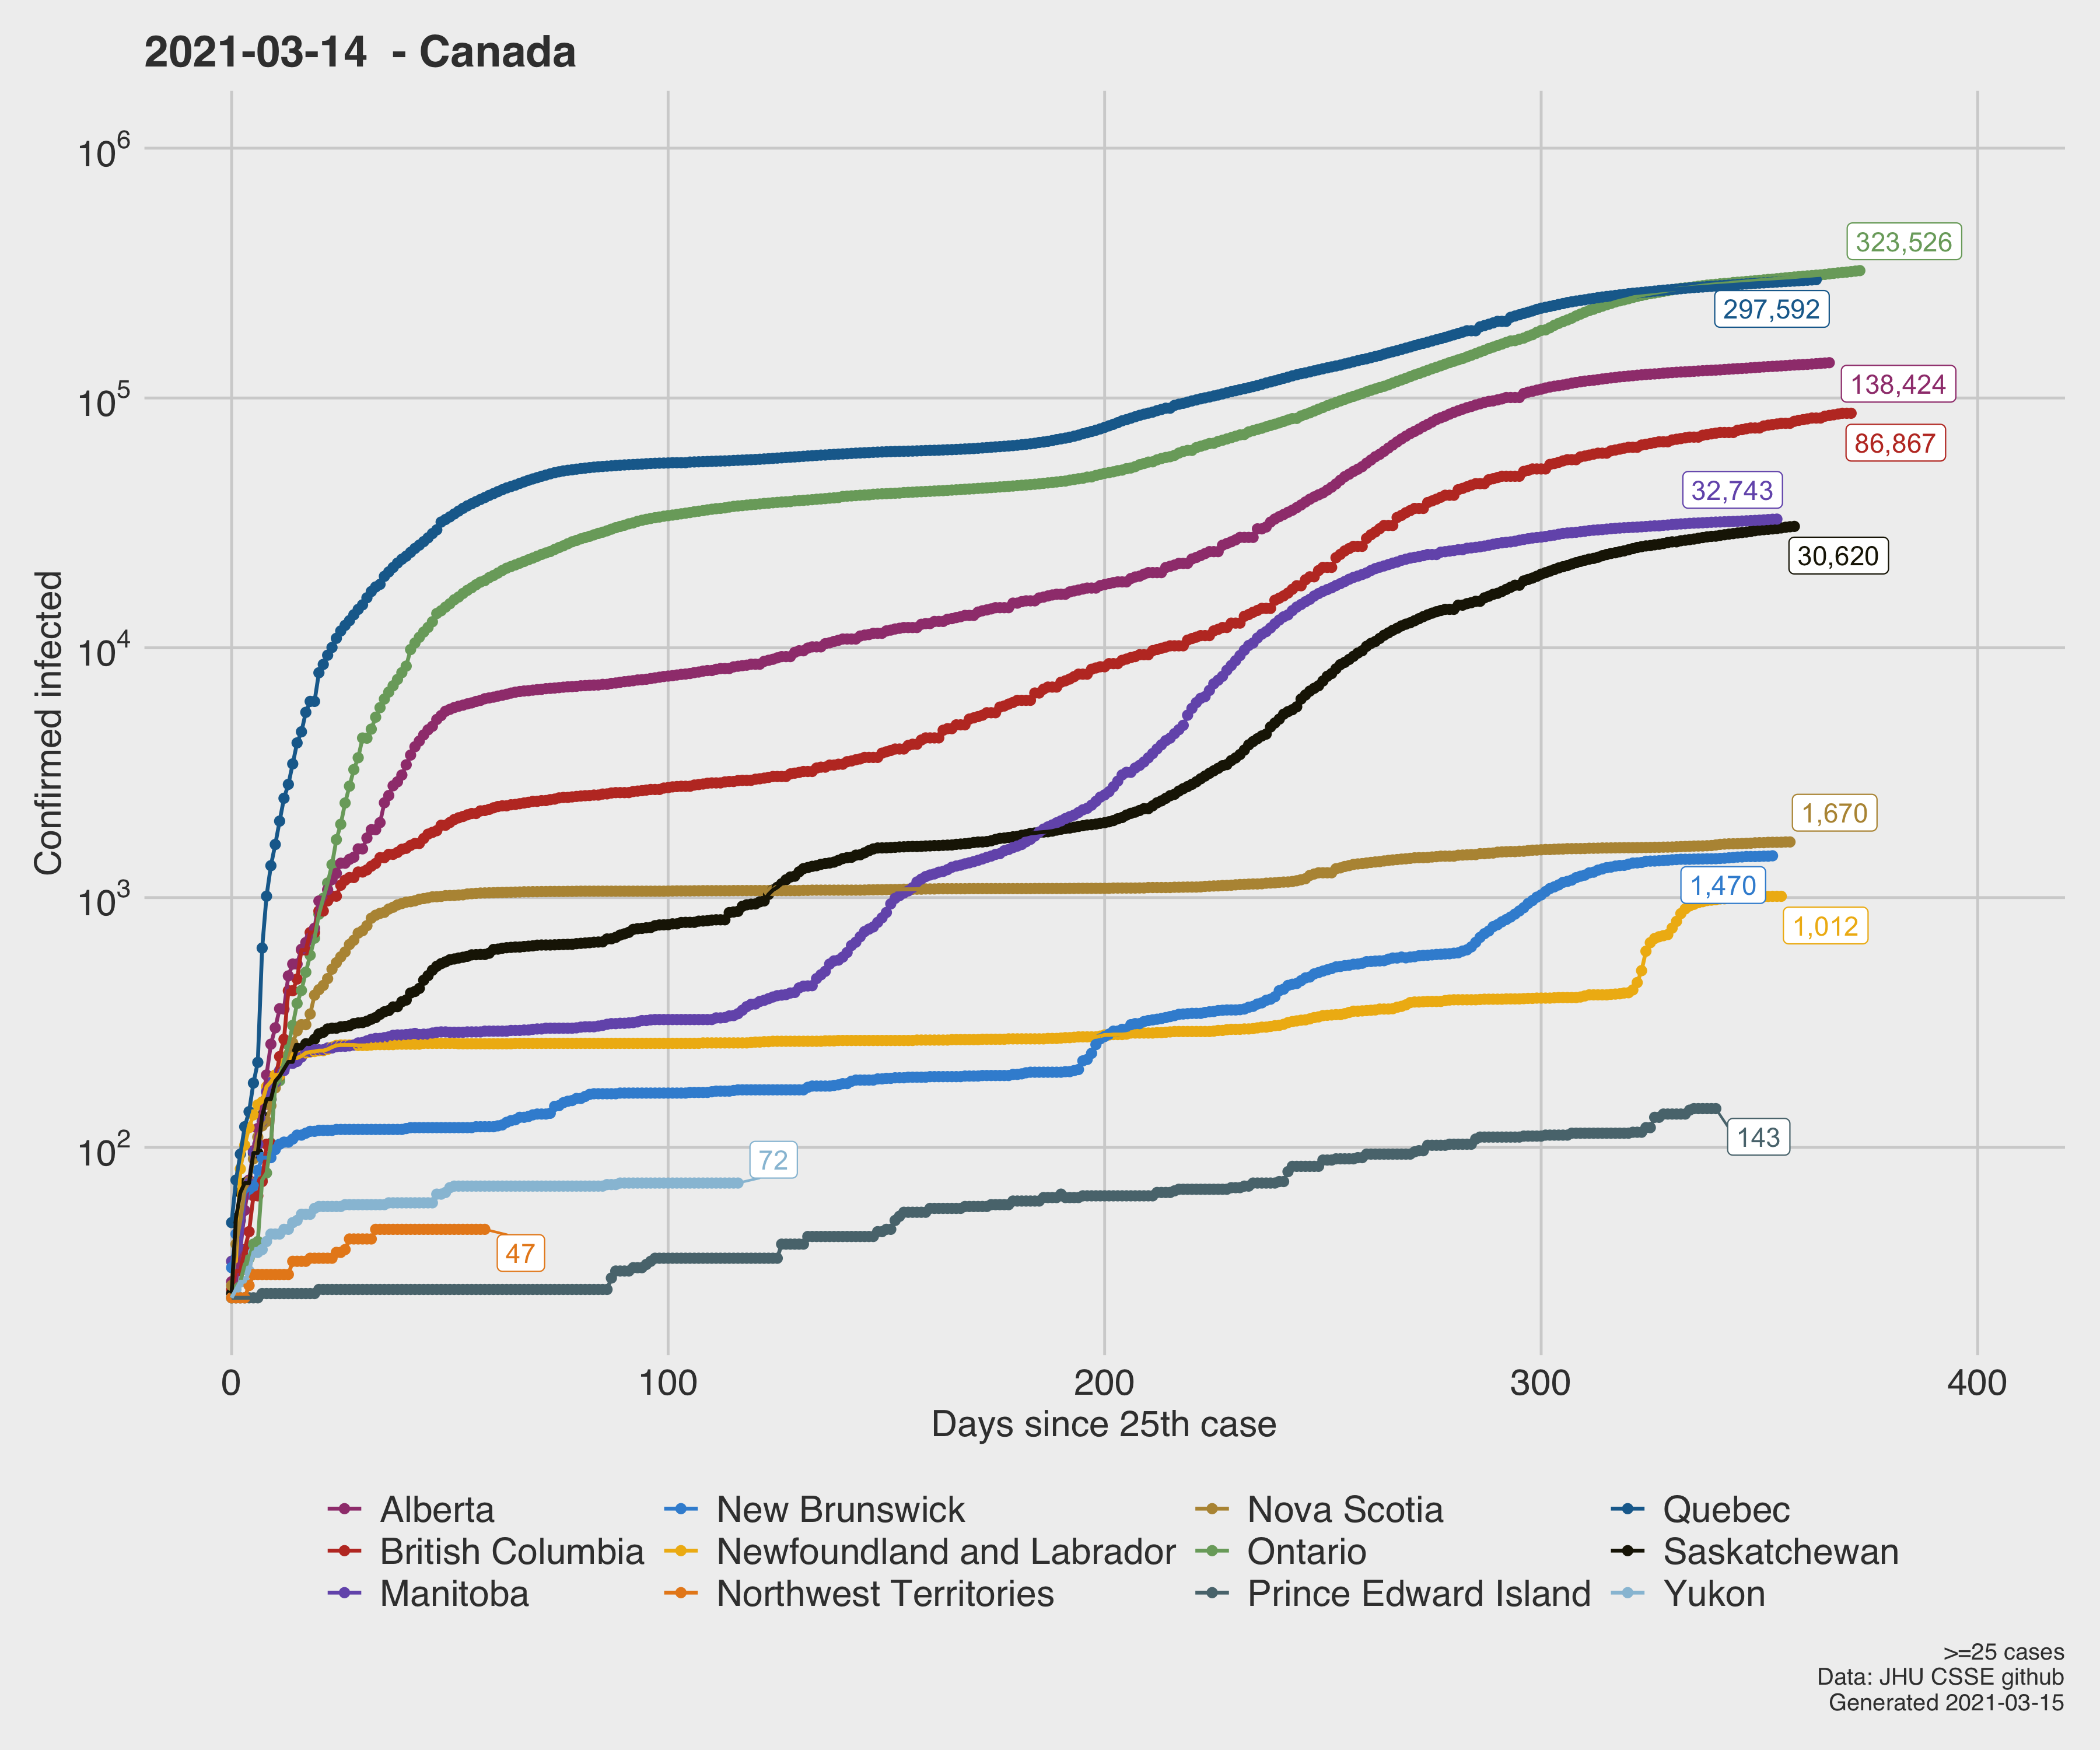 2021-03-14  - Canada
10^6
10^5
10^4
10^3
10^2
Confirmed infected
323,526
297,592
138,424
86,867
32,743
30,620
1,670
1,470
1,012
143
72
47
0 100 200 300 400
Days since 25th case
Alberta New Brunswick Nova Scotia Quebec
British Columbia Newfoundland and Labrador Ontario Saskatchewan
Manitoba Northwest Territories Prince Edward Island Yukon
>=25 cases
Data: JHU CSSE github
Generated 2021-03-15